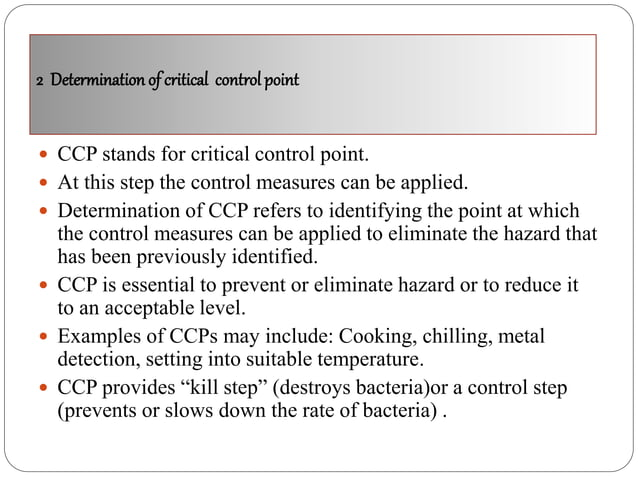 2 Determination of critical control point
• CCP stands for critical control point.
• At this step the control measures can be applied.
• Determination of CCP refers to identifying the point at which
the control measures can be applied to eliminate the hazard that
has been previously identified.
• CCP is essential to prevent or eliminate hazard or to reduce it
to an acceptable level.
• Examples of CCPs may include: Cooking, chilling, metal
detection, setting into suitable temperature.
• CCP provides “kill step” (destroys bacteria)or a control step
(prevents or slows down the rate of bacteria) .